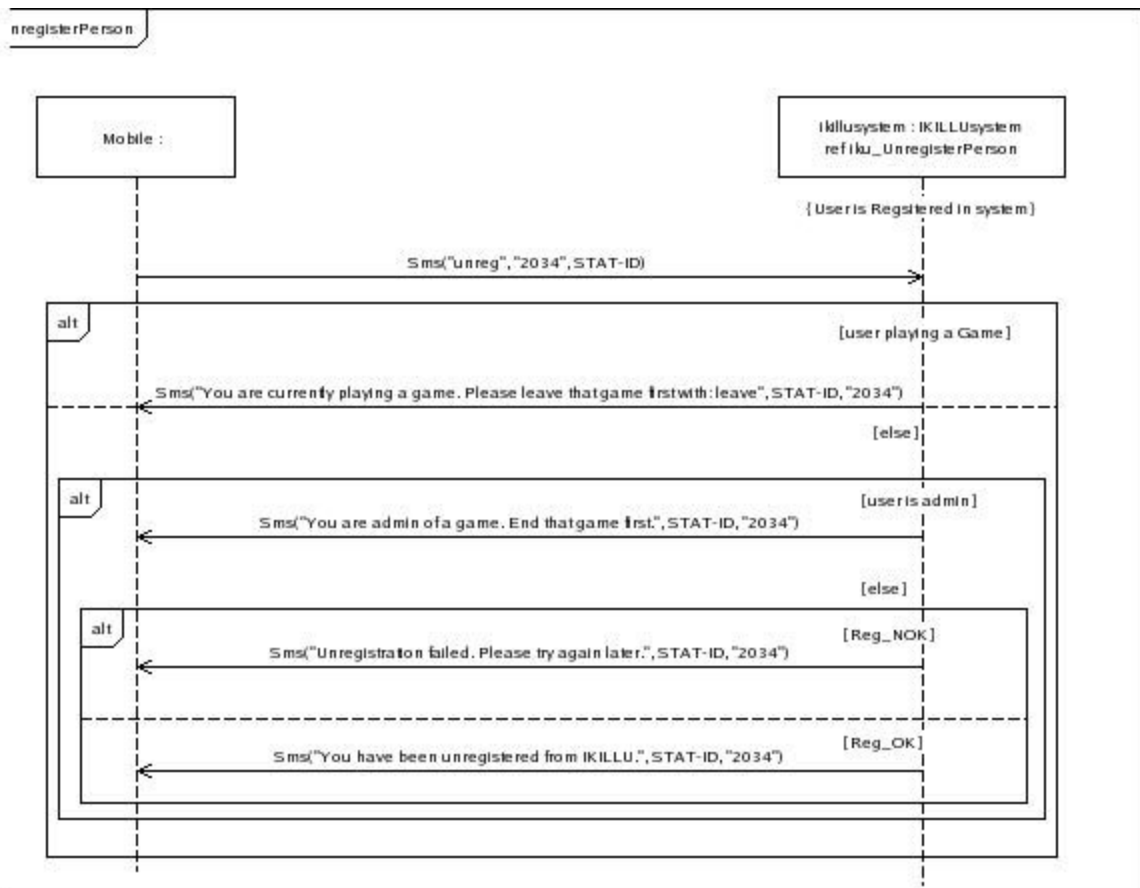 nregisterPerson
Mobile :
ikillusystem : IKILLUsystem
ref iku_UnregisterPerson
{User is Regsitered in system}
Sms("unreg", "2034", STAT-ID)
alt
[user playing a Game]
Sms("You are currently playing a game. Please leave that game first with: leave", STAT-ID, "2034")
[else]
alt
[user is admin]
Sms("You are admin of a game. End that game first.", STAT-ID, "2034")
[else]
alt
[Reg_NOK]
Sms("Unregistration failed. Please try again later.", STAT-ID, "2034")
[Reg_OK]
Sms("You have been unregistered from IKILLU.", STAT-ID, "2034")